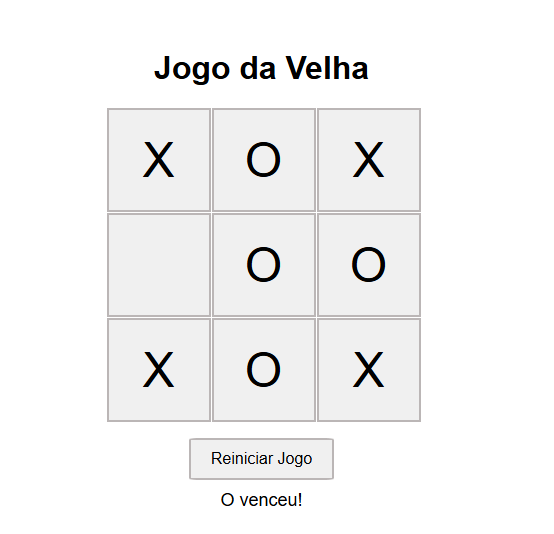 Jogo da Velha
X O X
O O
X O X
Reiniciar Jogo
O venceu!